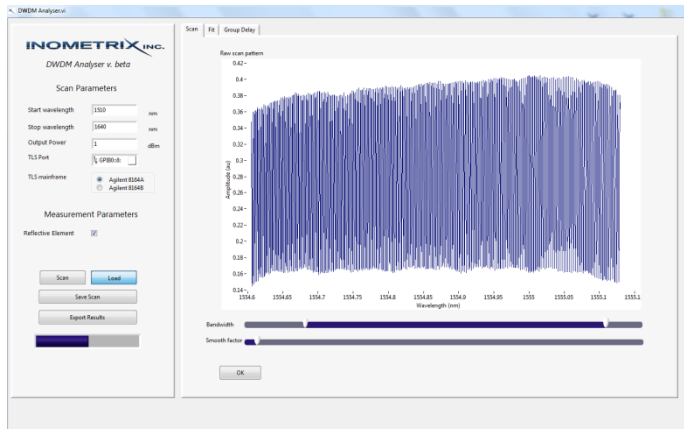 DWDM Analyser.vi
INOMETRIX INC.
DWDM Analyser v. beta
Scan Parameters
Start wavelength 1510 nm
Stop wavelength 1640 nm
Output Power 1 dBm
TLS Port GPIB0::6:
TLS mainframe Agilent 8164A
Agilent 8164B
Measurement Parameters
Reflective Element
Scan Load
Save Scan
Export Results
Scan Fit Group Delay
Raw scan pattern
0.42
0.4
0.38
0.36
0.34
0.32
0.3
0.28
0.26
0.24
0.22
0.2
0.18
0.16
0.14
Amplitude (au)
1554.6 1554.65 1554.7 1554.75 1554.8 1554.85 1554.9 1554.95 1555 1555.05 1555.1 1555.1
Wavelength (nm)
Bandwidth
Smooth factor
OK